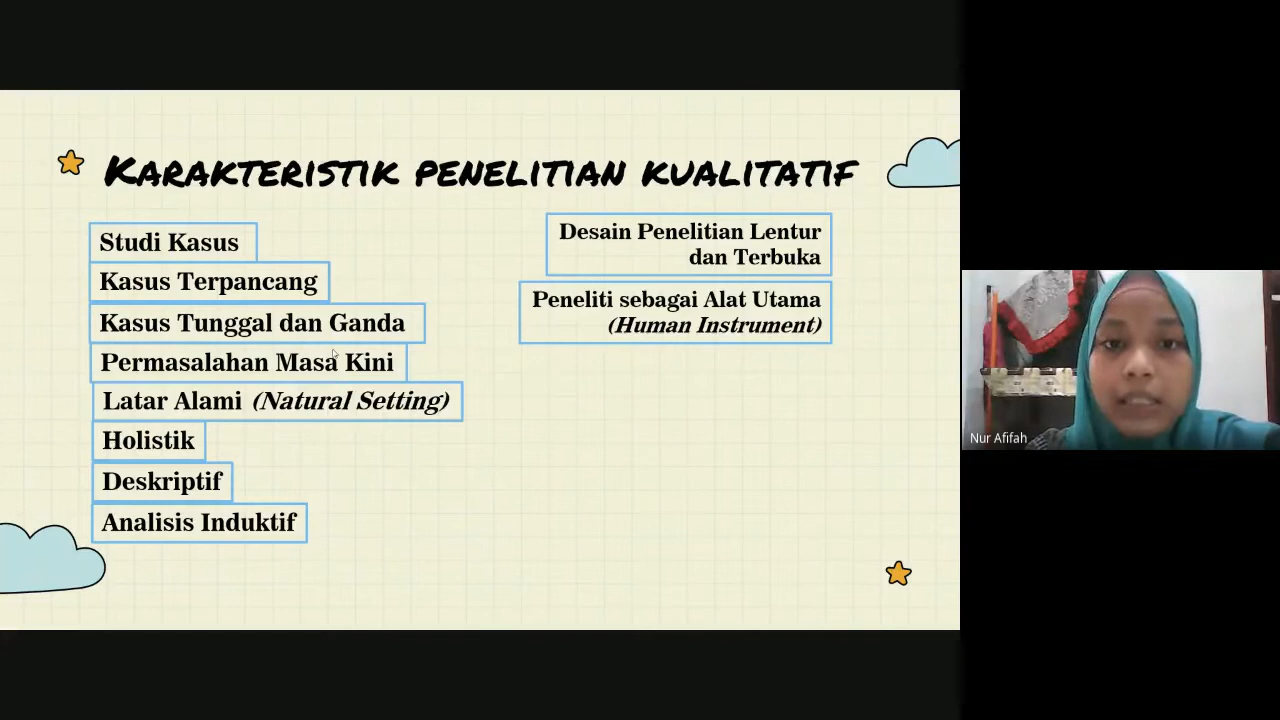 KARAKTERISTIK PENELITIAN KUALITATIF
Studi Kasus
Kasus Terpancang
Kasus Tunggal dan Ganda
Permasalahan Masa Kini
Latar Alami (Natural Setting)
Holistik
Deskriptif
Analisis Induktif
Desain Penelitian Lentur
dan Terbuka
Peneliti sebagai Alat Utama
(Human Instrument)
Nur Afifah